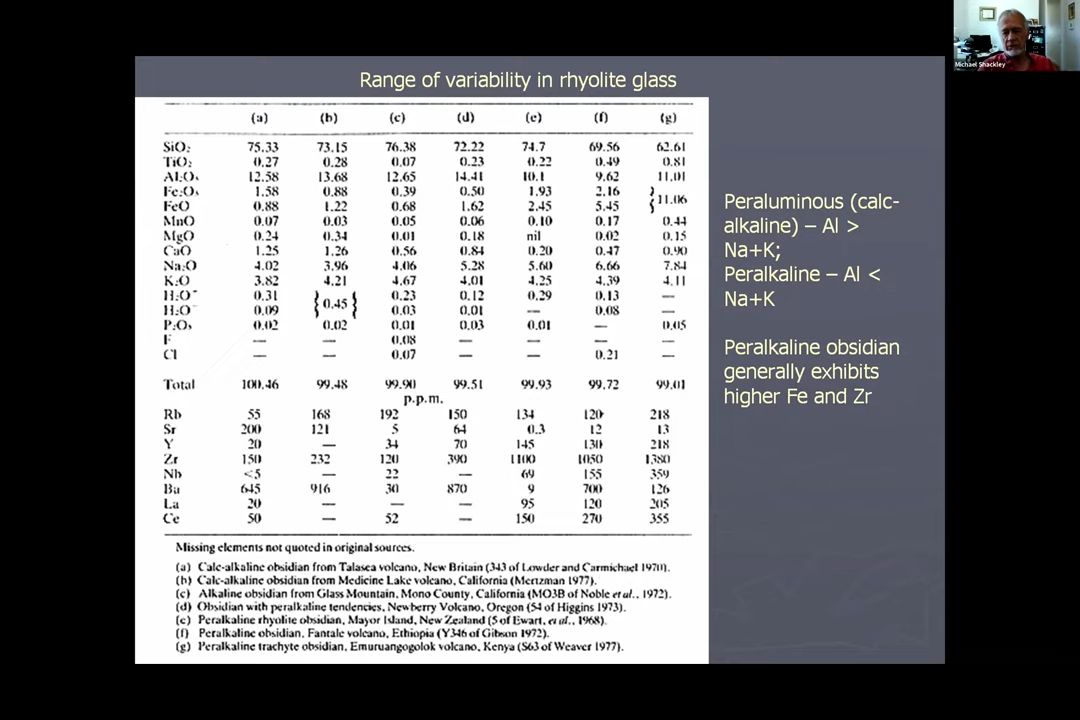 Michael Shackley
Range of variability in rhyolite glass
(a) (b) (c) (d) (e) (f) (g)
SiO₂ 75.33 73.15 76.38 72.22 74.7 69.56 62.61
TiO₂ 0.27 0.28 0.07 0.23 0.22 0.49 0.81
Al₂O₃ 12.58 13.68 12.65 14.41 10.1 9.62 11.01
Fe₂O₃ 1.58 0.88 0.39 0.50 1.93 2.16 } 11.06
FeO 0.88 1.22 0.68 1.62 2.45 5.45
MnO 0.07 0.03 0.05 0.06 0.10 0.17 0.44
MgO 0.24 0.34 0.01 0.18 nil 0.02 0.15
CaO 1.25 1.26 0.56 0.84 0.20 0.47 0.90
Na₂O 4.02 3.96 4.06 5.28 5.60 6.66 7.84
K₂O 3.82 4.21 4.67 4.01 4.25 4.39 4.11
H₂O⁺ 0.31 { 0.45 } 0.23 0.12 0.29 0.13 —
H₂O⁻ 0.09 0.03 0.01 — 0.08 —
P₂O₅ 0.02 0.02 0.01 0.03 0.01 — 0.05
F — — 0.08 — — — —
Cl — — 0.07 — — 0.21 —
Total 100.46 99.48 99.90 99.51 99.93 99.72 99.01
p.p.m.
Rb 55 168 192 150 134 120 218
Sr 200 121 5 64 0.3 12 13
Y 20 — 34 70 145 130 218
Zr 150 232 120 390 1100 1050 1380
Nb <5 — 22 — 69 155 359
Ba 645 916 30 870 9 700 126
La 20 — — — 95 120 205
Ce 50 — 52 — 150 270 355
Missing elements not quoted in original sources.
(a) Calc-alkaline obsidian from Talasea volcano, New Britain (343 of Lowder and Carmichael 1970).
(b) Calc-alkaline obsidian from Medicine Lake volcano, California (Mertzman 1977).
(c) Alkaline obsidian from Glass Mountain, Mono County, California (MO3B of Noble et al., 1972).
(d) Obsidian with peralkaline tendencies, Newberry Volcano, Oregon (54 of Higgins 1973).
(e) Peralkaline rhyolite obsidian, Mayor Island, New Zealand (5 of Ewart, et al., 1968).
(f) Peralkaline obsidian, Fantale volcano, Ethiopia (Y346 of Gibson 1972).
(g) Peralkaline trachyte obsidian, Emuruangogolok volcano, Kenya (S63 of Weaver 1977).
Peraluminous (calc-
alkaline) – Al >
Na+K;
Peralkaline – Al <
Na+K
Peralkaline obsidian
generally exhibits
higher Fe and Zr